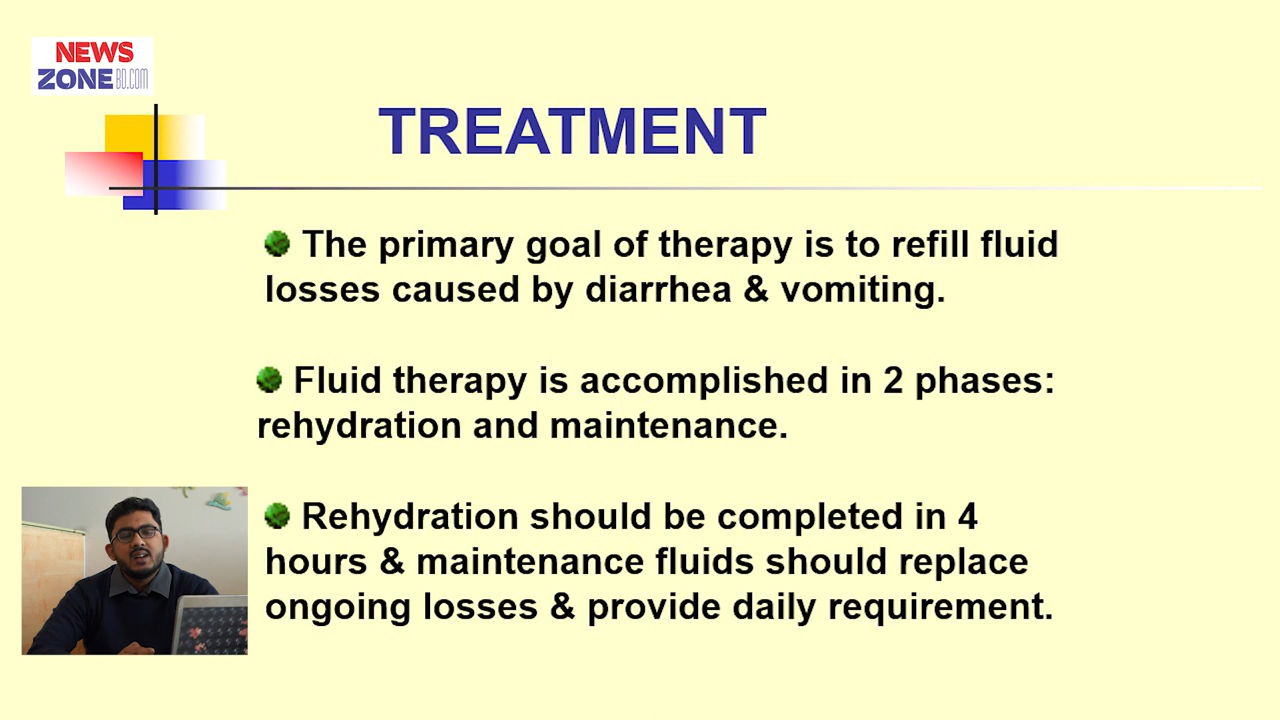 NEWS
ZONE BD.COM
TREATMENT
The primary goal of therapy is to refill fluid
losses caused by diarrhea & vomiting.
Fluid therapy is accomplished in 2 phases:
rehydration and maintenance.
Rehydration should be completed in 4
hours & maintenance fluids should replace
ongoing losses & provide daily requirement.